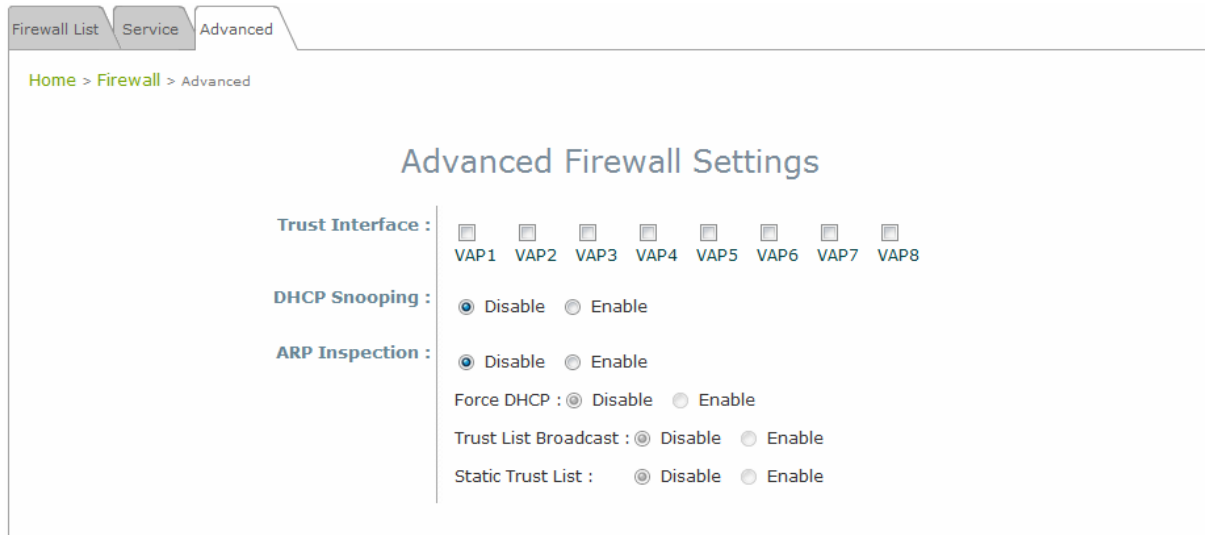 Firewall List Service Advanced
Home > Firewall > Advanced
Advanced Firewall Settings
Trust Interface :
VAP1 VAP2 VAP3 VAP4 VAP5 VAP6 VAP7 VAP8
DHCP Snooping : Disable Enable
ARP Inspection : Disable Enable
Force DHCP : Disable Enable
Trust List Broadcast : Disable Enable
Static Trust List : Disable Enable